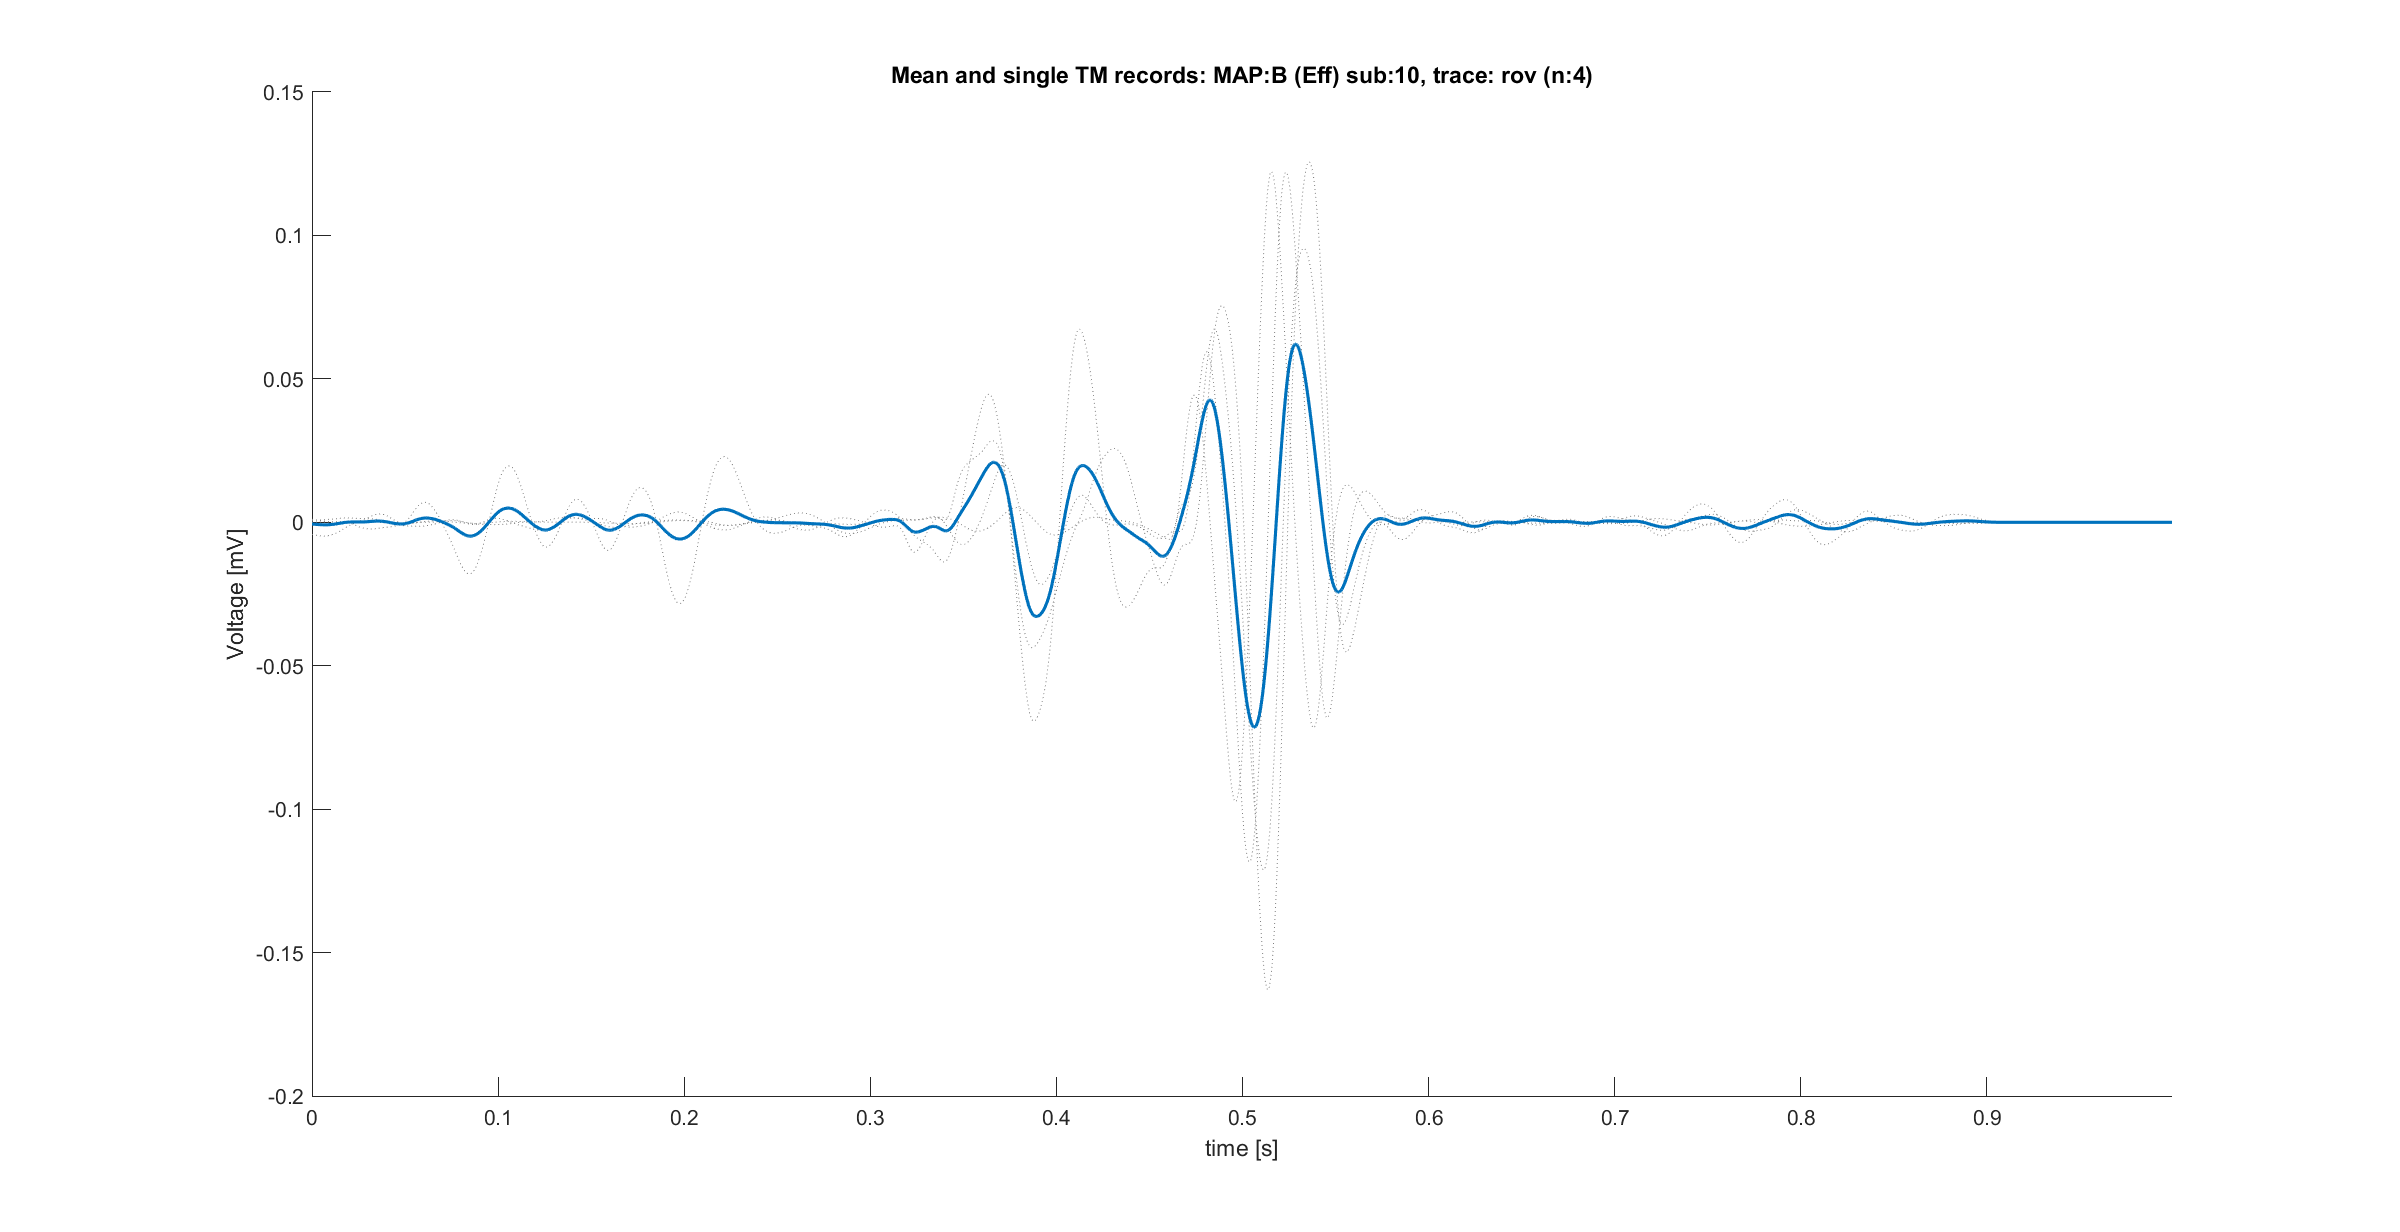 Mean and single TM records: MAP:B (Eff) sub:10, trace: rov (n:4)
0.15
0.1
0.05
0
-0.05
-0.1
-0.15
-0.2
Voltage [mV]
0 0.1 0.2 0.3 0.4 0.5 0.6 0.7 0.8 0.9
time [s]